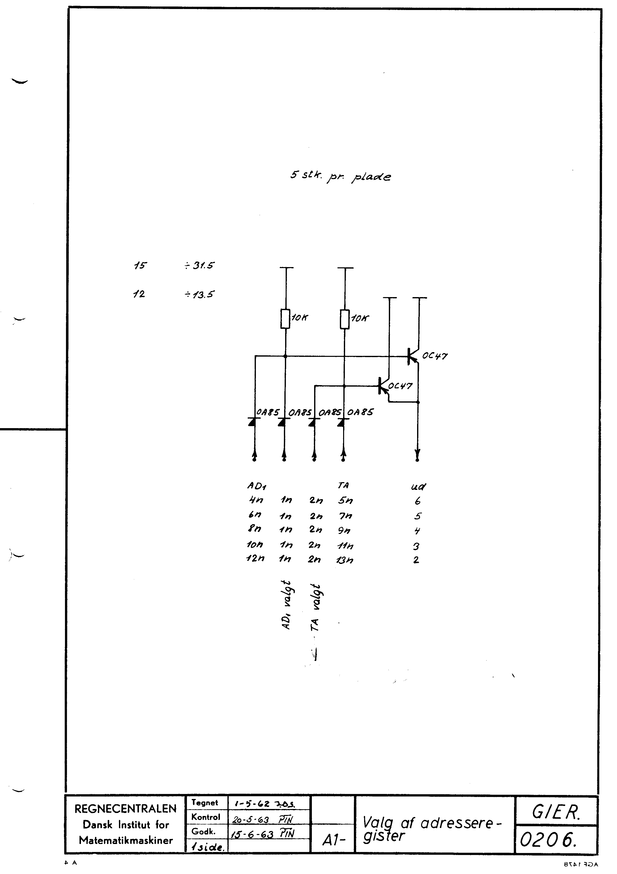 5 stk. pr. plade
15 ÷31.5
12 ÷13.5
10K 10K
OC47
OC47
OA85 OA85 OA85 OA85
AD1 TA ud
4n 1n 2n 5n 6
6n 1n 2n 7n 5
8n 1n 2n 9n 4
10n 1n 2n 11n 3
12n 1n 2n 13n 2
AD1 valgt
TA valgt
REGNECENTRALEN
Dansk Institut for
Matematikmaskiner
Tegnet 1-5-62
Kontrol 20-5-63 PIN
Godk. 15-6-63 PIN
1 side.
A1-
Valg af adressere-
gister
GIER.
0206.
A 4
AGF 1478